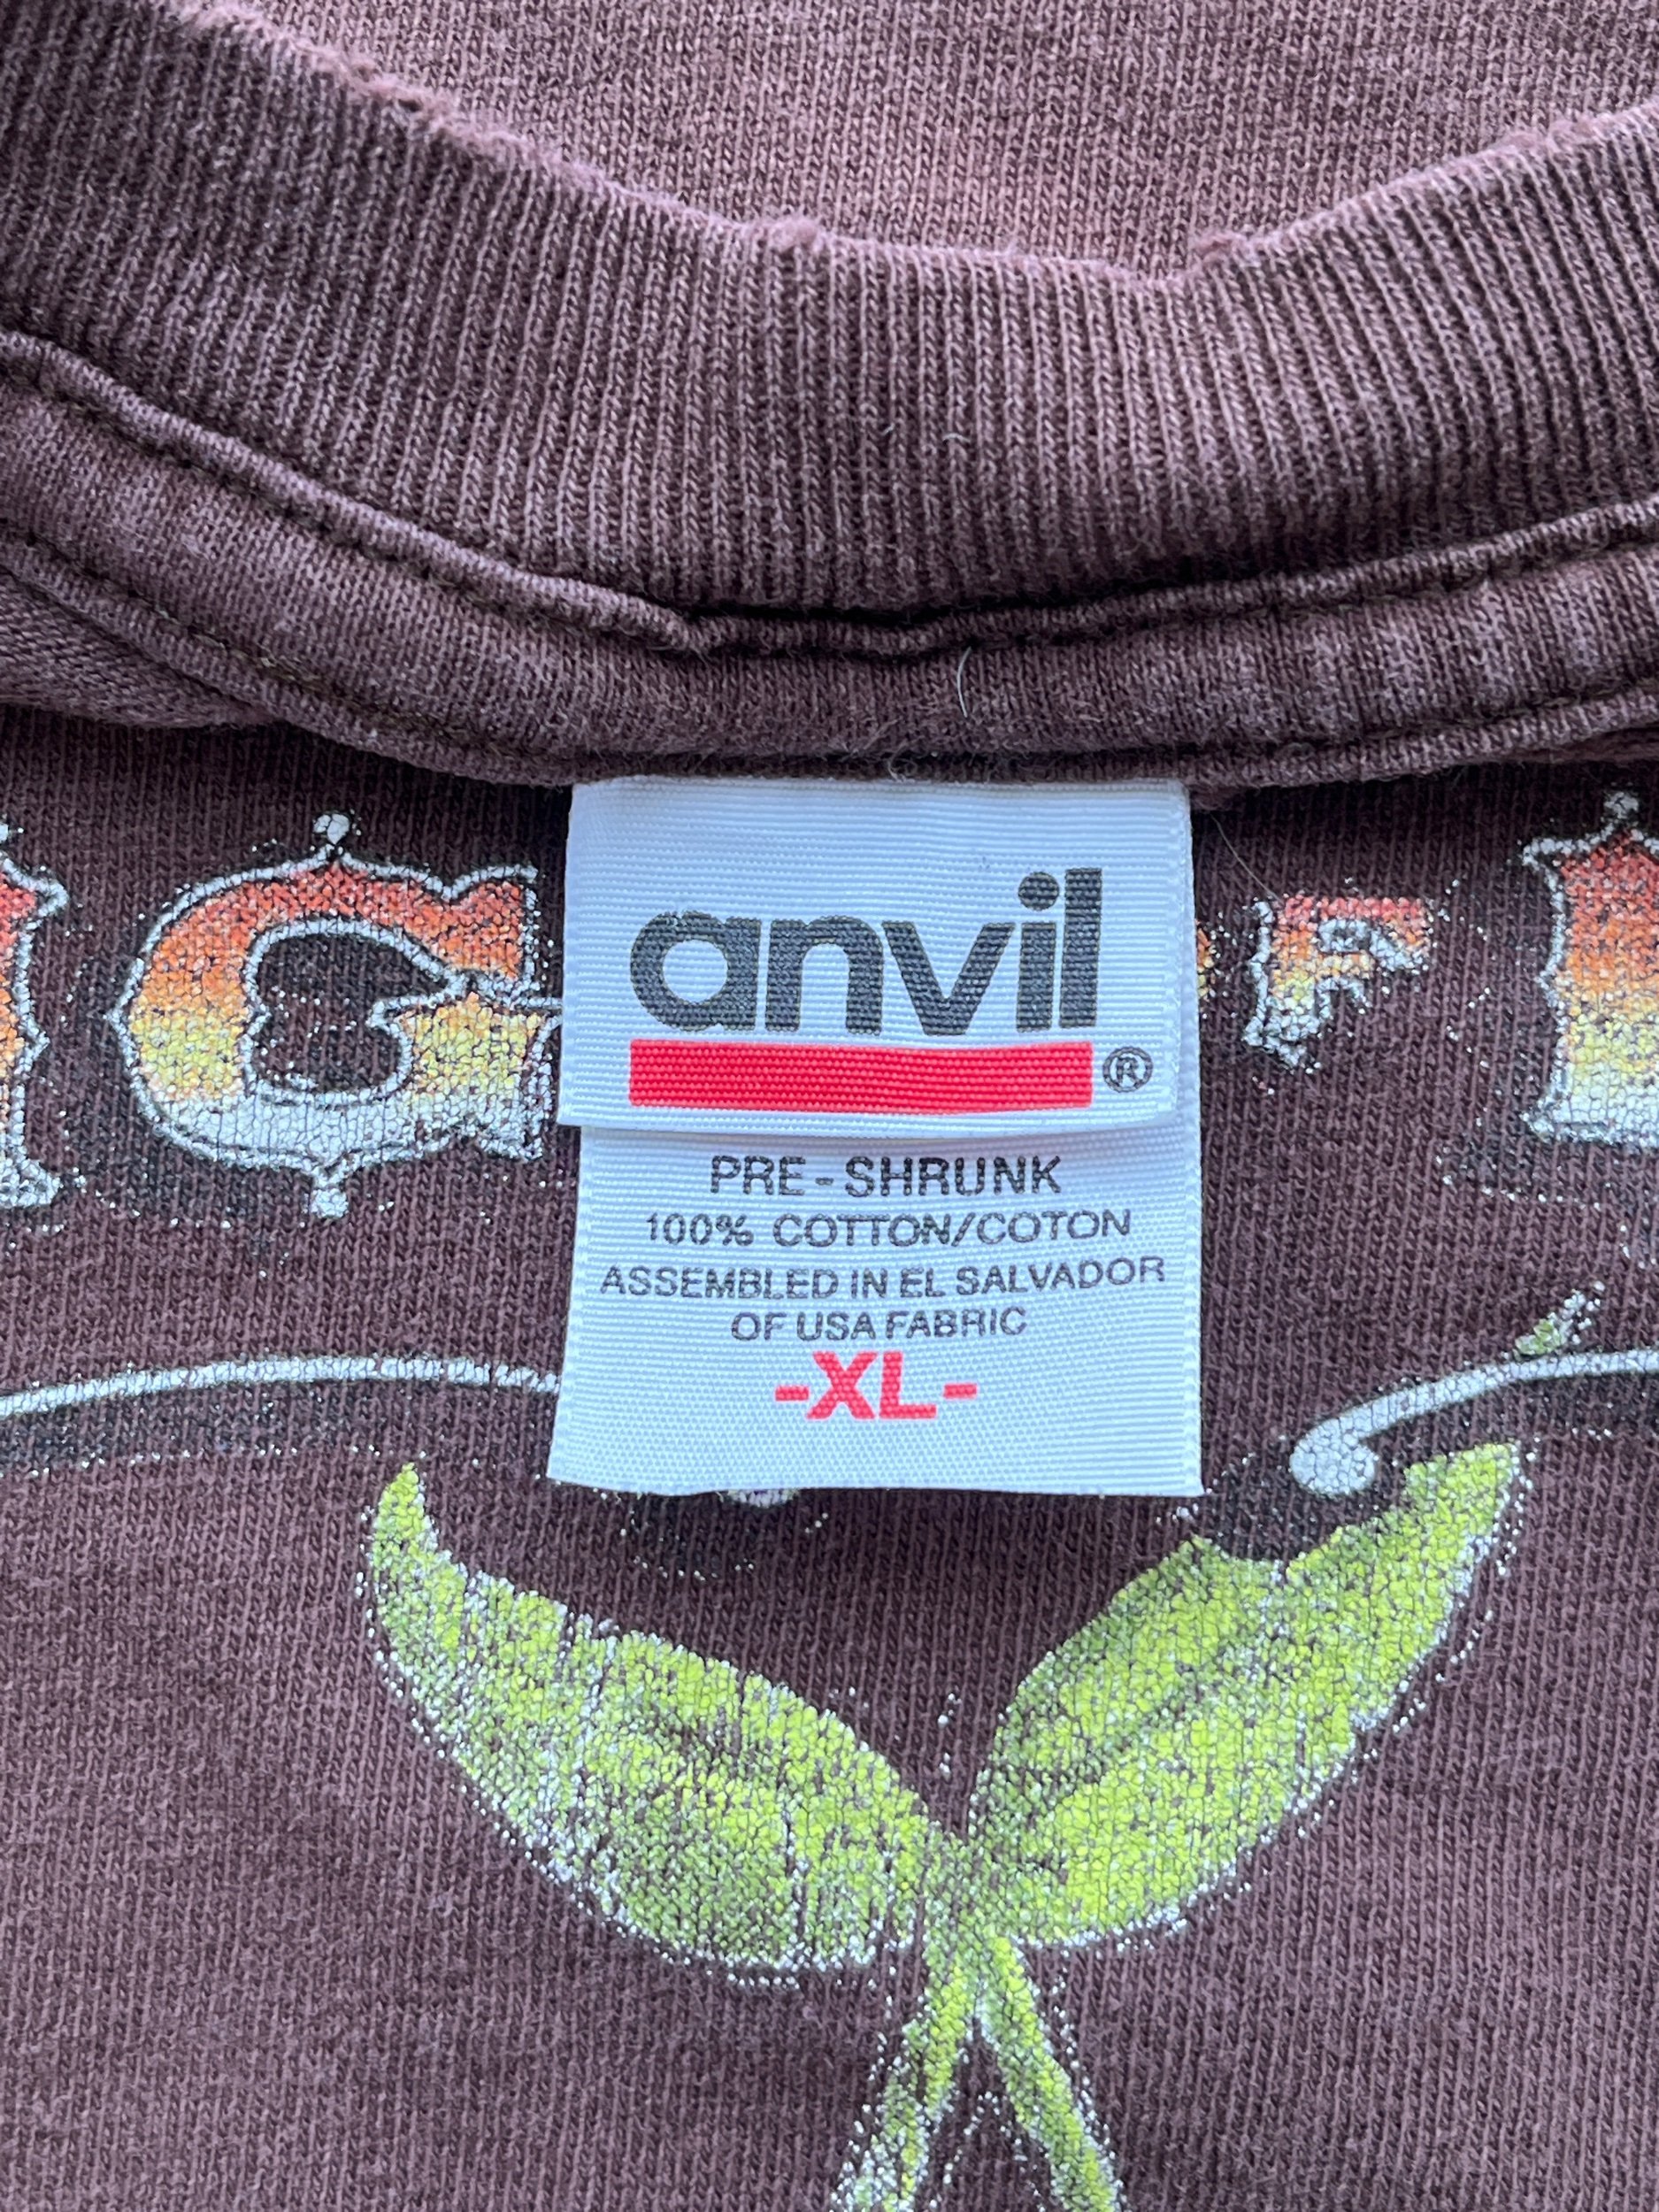 anvil
®
PRE-SHRUNK
100% COTTON/COTON
ASSEMBLED IN EL SALVADOR
OF USA FABRIC
-XL-